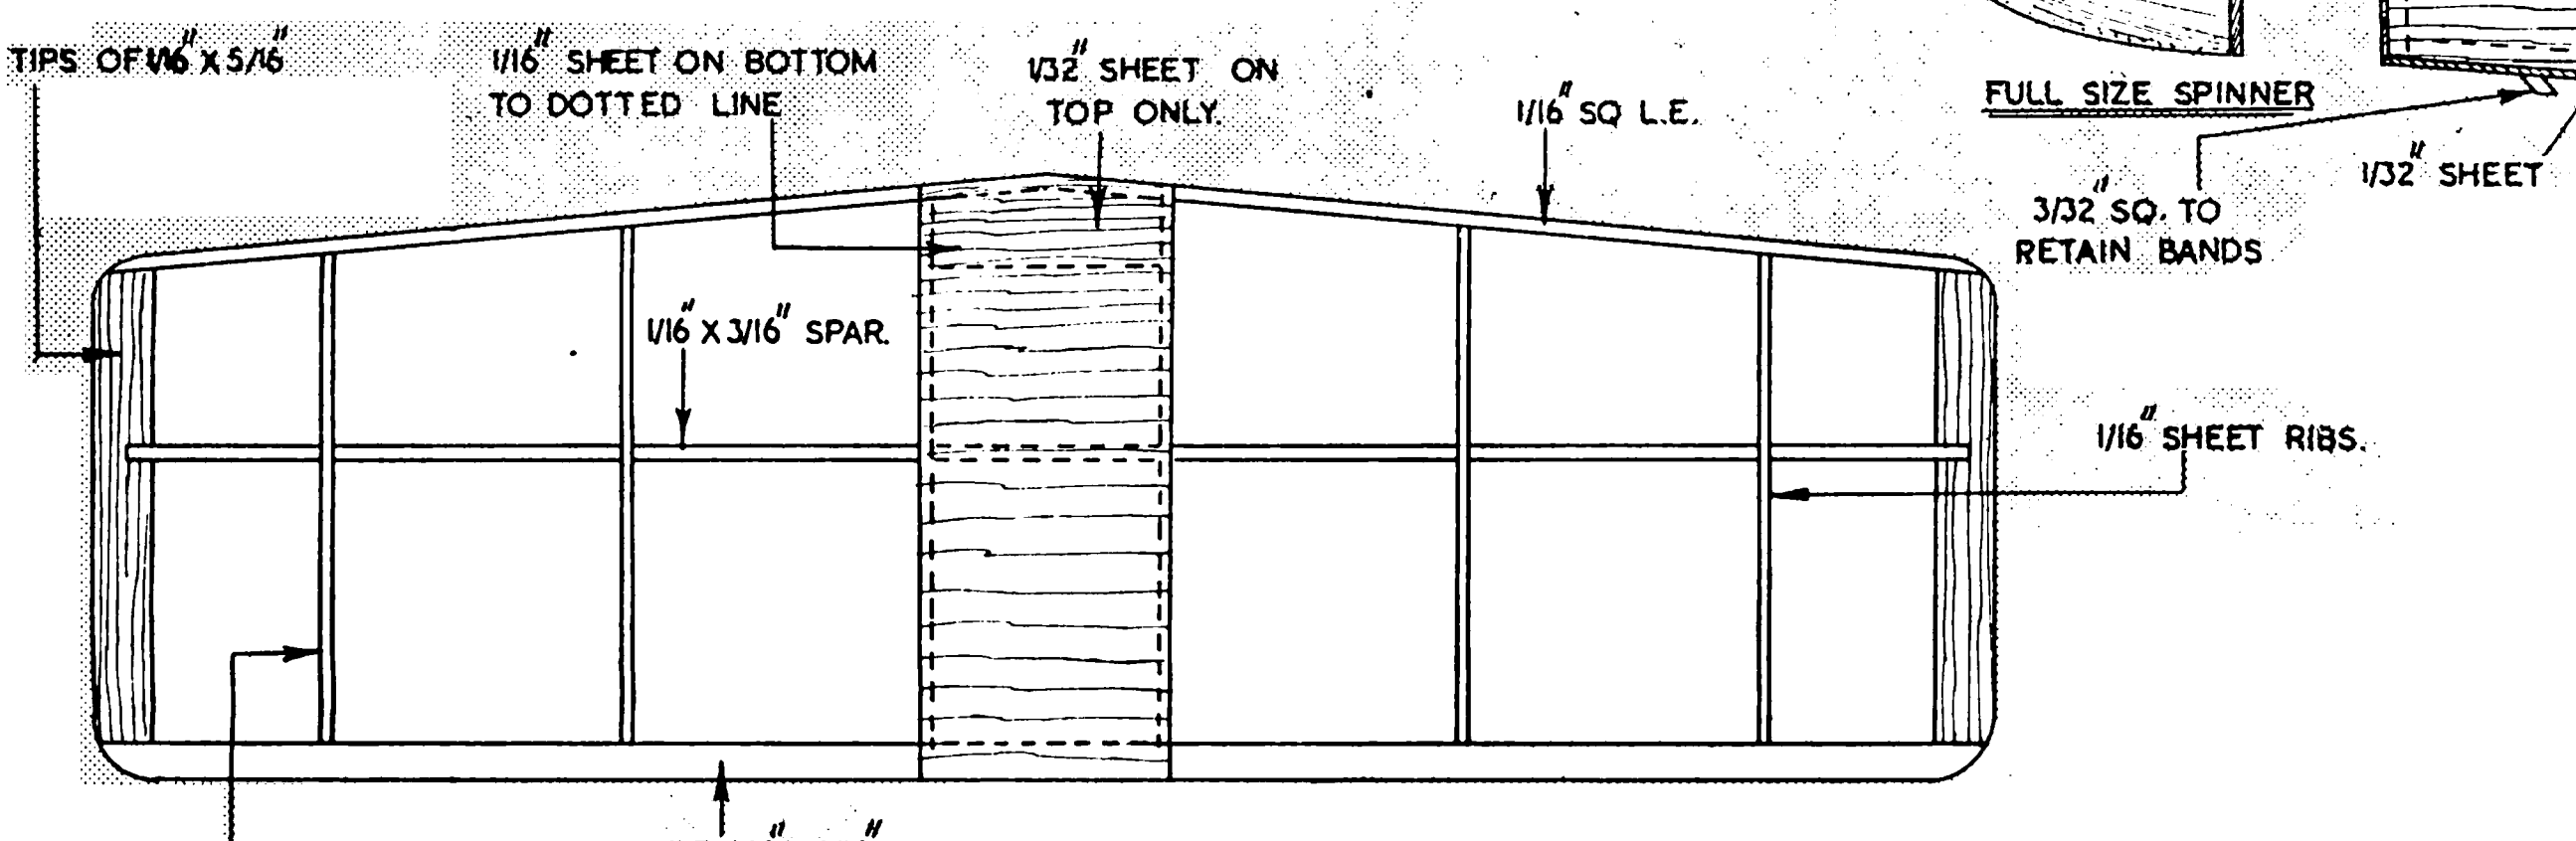 TIPS OF 1/16" X 5/16"
1/16" SHEET ON BOTTOM
TO DOTTED LINE
1/32" SHEET ON
TOP ONLY.
1/16" SQ L.E.
FULL SIZE SPINNER
1/32" SHEET
3/32" SQ. TO
RETAIN BANDS
1/16" X 3/16" SPAR.
1/16" SHEET RIBS.